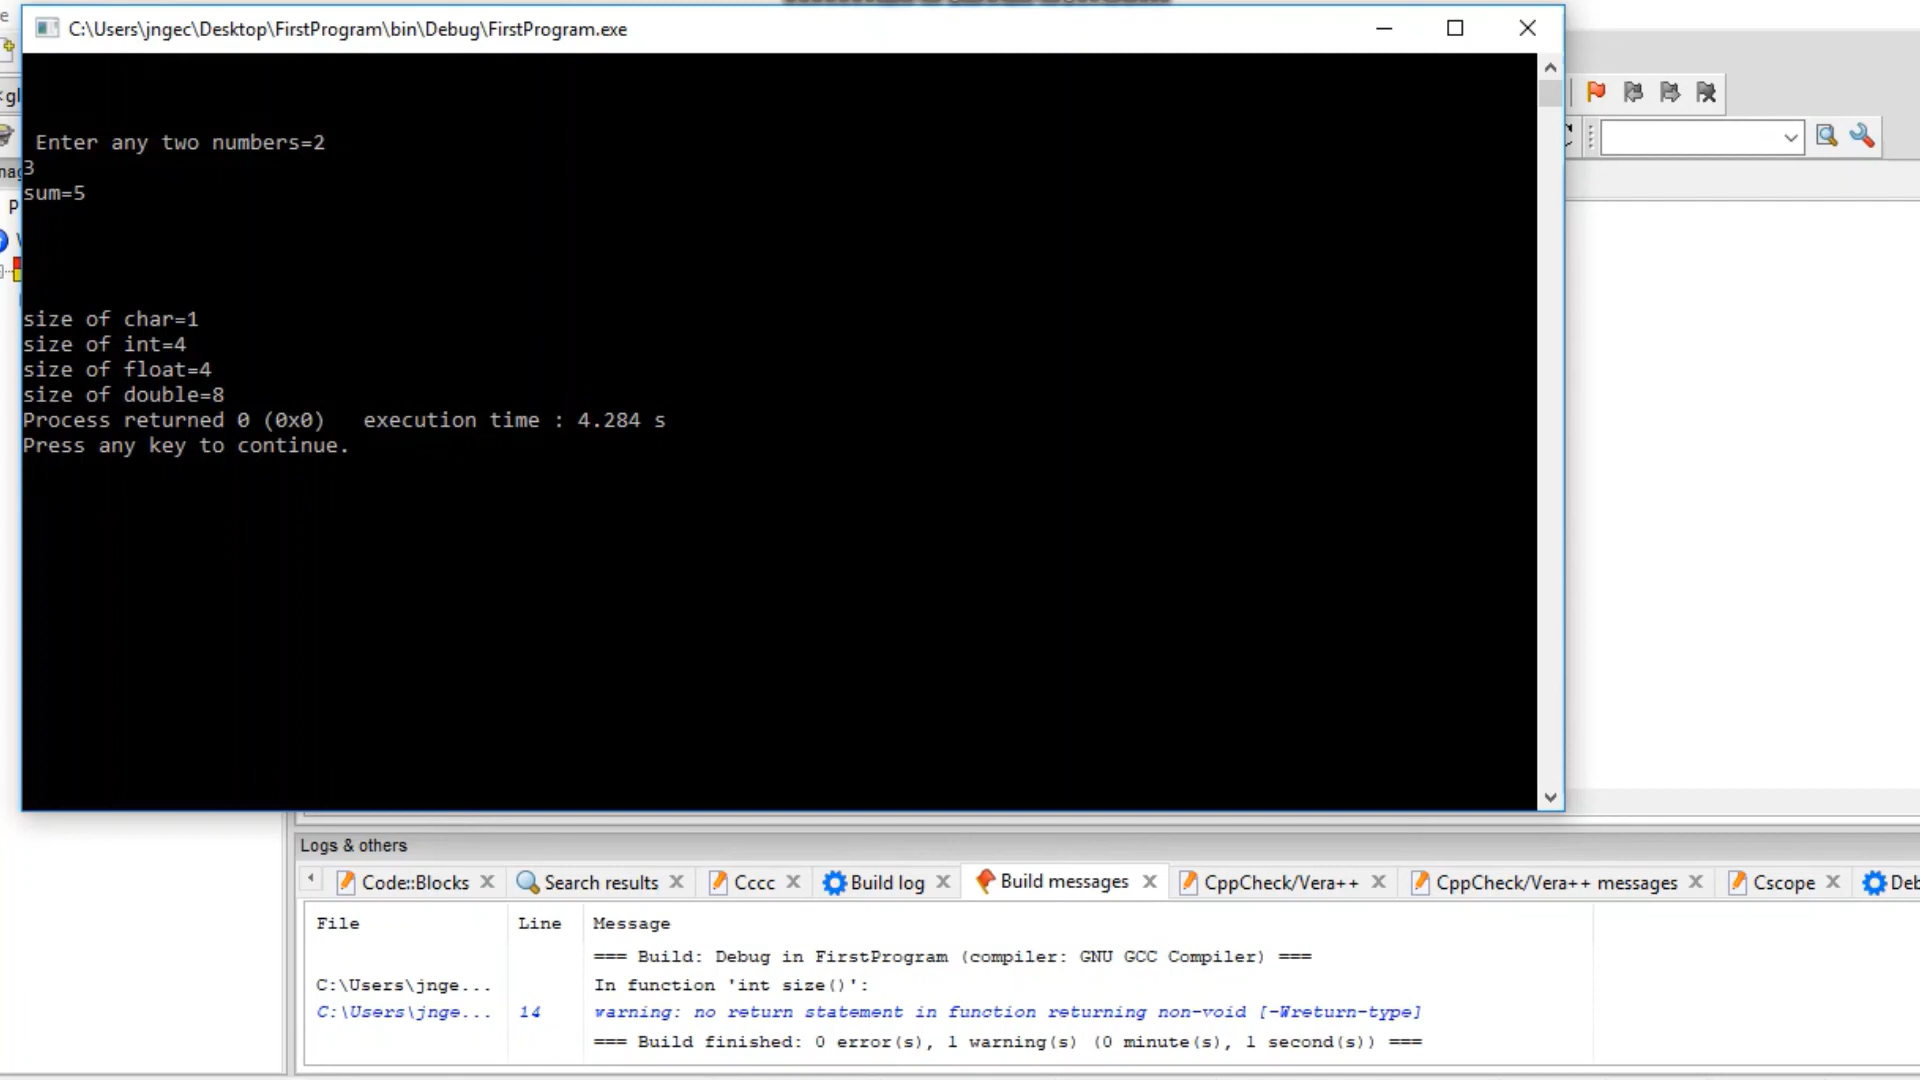 C:\Users\jngec\Desktop\FirstProgram\bin\Debug\FirstProgram.exe
Enter any two numbers=2
3
sum=5
size of char=1
size of int=4
size of float=4
size of double=8
Process returned 0 (0x0)   execution time : 4.284 s
Press any key to continue.
Logs & others
Code::Blocks
Search results
Cccc
Build log
Build messages
CppCheck/Vera++
CppCheck/Vera++ messages
Cscope
Deb
File Line Message
=== Build: Debug in FirstProgram (compiler: GNU GCC Compiler) ===
C:\Users\jnge... In function 'int size()':
C:\Users\jnge... 14 warning: no return statement in function returning non-void [-Wreturn-type]
=== Build finished: 0 error(s), 1 warning(s) (0 minute(s), 1 second(s)) ===